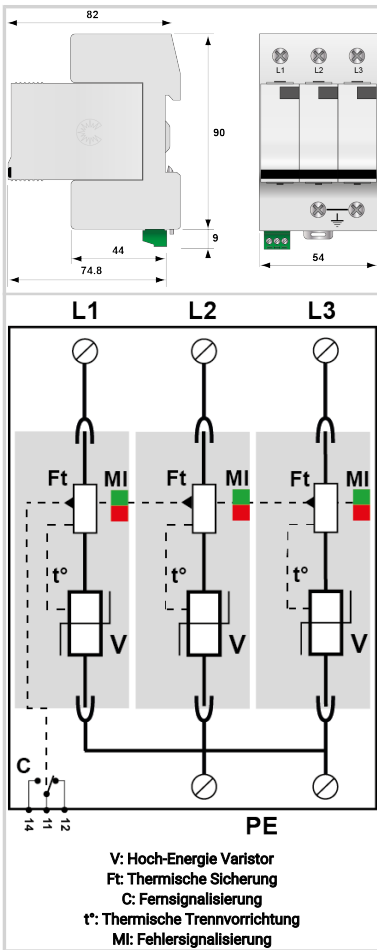 82
L1 L2 L3
90
9
44
74.8
54
L1 L2 L3
Ft MI Ft MI Ft MI
t° t° t°
V V V
C
14 11 12
PE
V: Hoch-Energie Varistor
Ft: Thermische Sicherung
C: Fernsignalisierung
t°: Thermische Trennvorrichtung
MI: Fehlersignalisierung